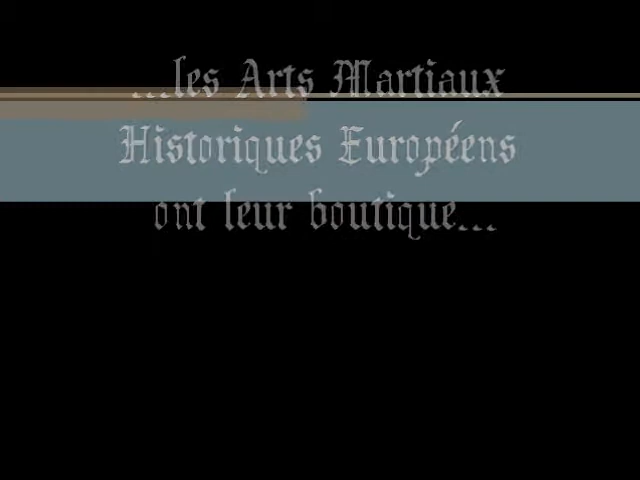 ...les Arts Martiaux
Historiques Européens
ont leur boutique...